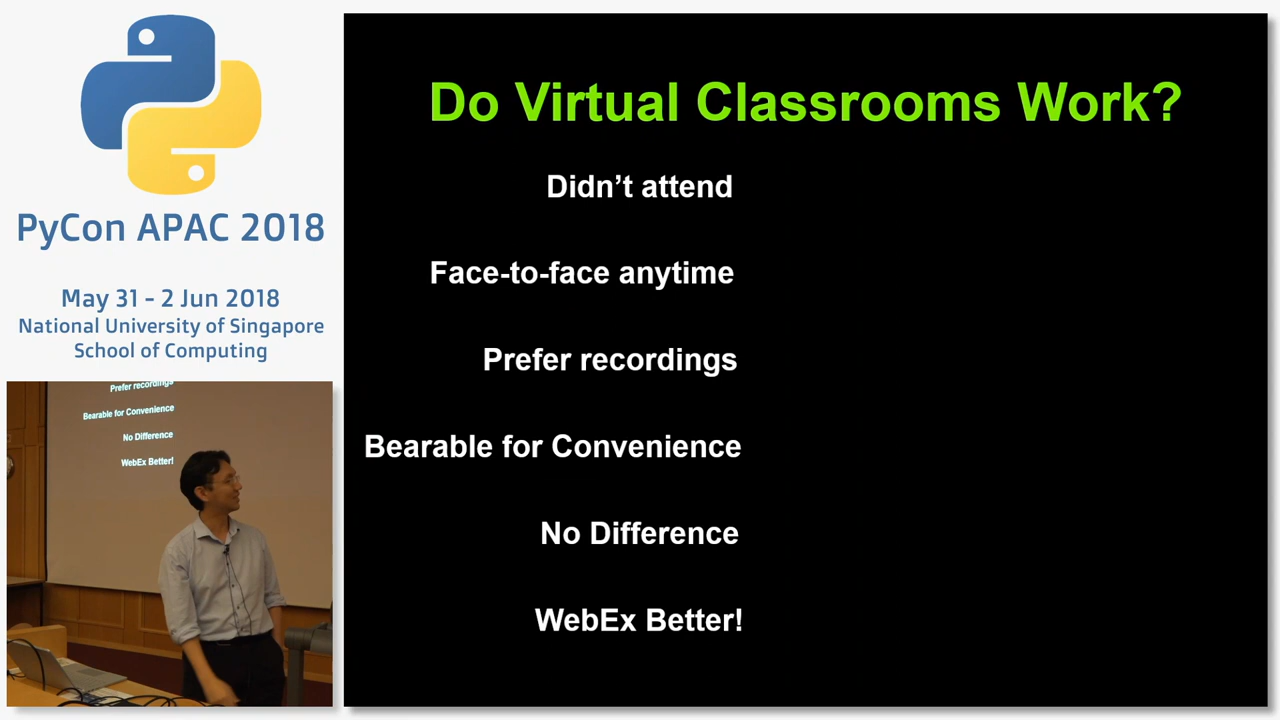 PyCon APAC 2018
May 31 - 2 Jun 2018
National University of Singapore
School of Computing
Do Virtual Classrooms Work?
Didn’t attend
Face-to-face anytime
Prefer recordings
Bearable for Convenience
No Difference
WebEx Better!
Prefer recordings
Bearable for Convenience
No Difference
WebEx Better!